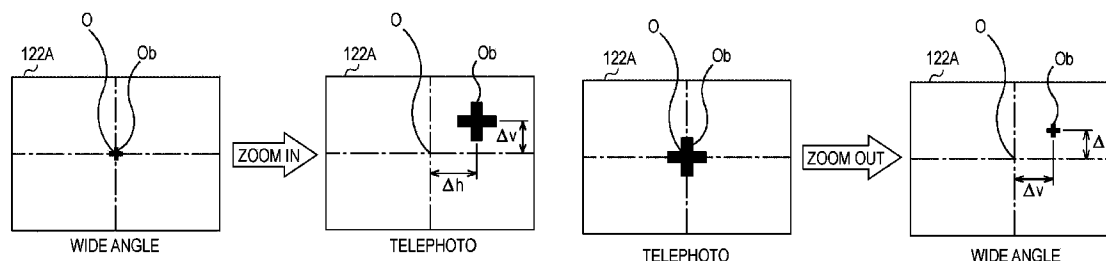 O
O
122A
Ob
122A
Ob
122A
Ob
122A
Ob
Δv
Δ
ZOOM IN
ZOOM OUT
Δh
Δv
WIDE ANGLE
TELEPHOTO
TELEPHOTO
WIDE ANGLE
O
O